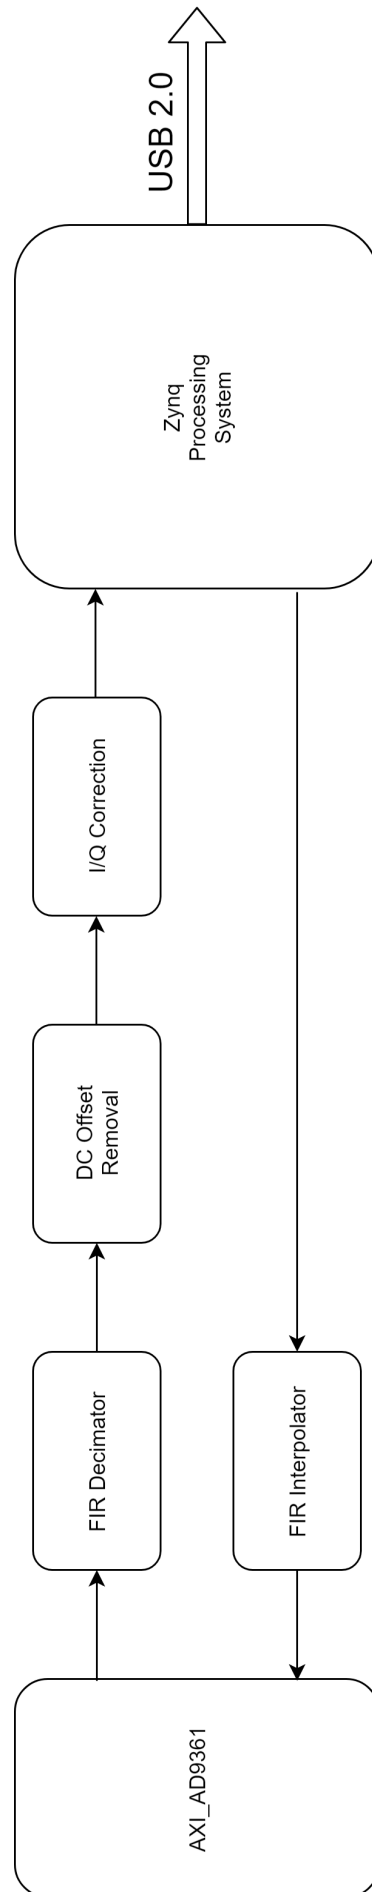 AXI_AD9361
FIR Decimator
DC Offset
Removal
I/Q Correction
FIR Interpolator
Zynq
Processing
System
USB 2.0